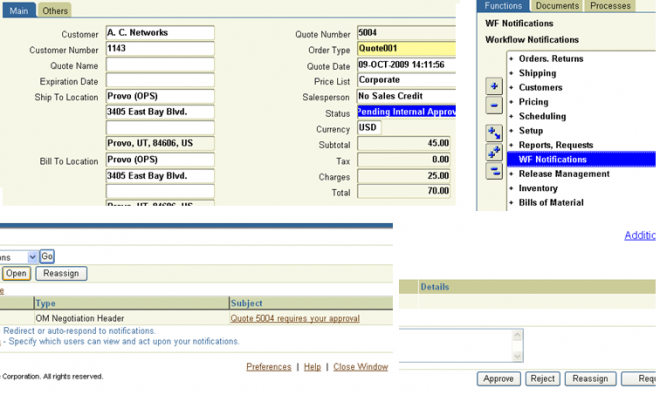 Main Others
Customer A. C. Networks
Customer Number 1143
Quote Name
Expiration Date
Ship To Location Provo (OPS)
3405 East Bay Blvd.
Provo, UT, 84606, US
Bill To Location Provo (OPS)
3405 East Bay Blvd.
Provo, UT, 84606, US
Quote Number 5004
Order Type Quote001
Quote Date 09-OCT-2009 14:11:56
Price List Corporate
Salesperson No Sales Credit
Status Pending Internal Approv
Currency USD
Subtotal 45.00
Tax 0.00
Charges 25.00
Total 70.00
Functions Documents Processes
WF Notifications
Workflow Notifications
+ Orders, Returns
+ Shipping
+ Customers
+ Pricing
+ Scheduling
+ Setup
+ Reports, Requests
WF Notifications
+ Release Management
+ Inventory
+ Bills of Material
ons Go
Open Reassign
e
Type Subject
OM Negotiation Header Quote 5004 requires your approval
- Redirect or auto-respond to notifications.
- Specify which users can view and act upon your notifications.
Preferences | Help | Close Window
Corporation. All rights reserved.
Additic
Details
Approve Reject Reassign Requ